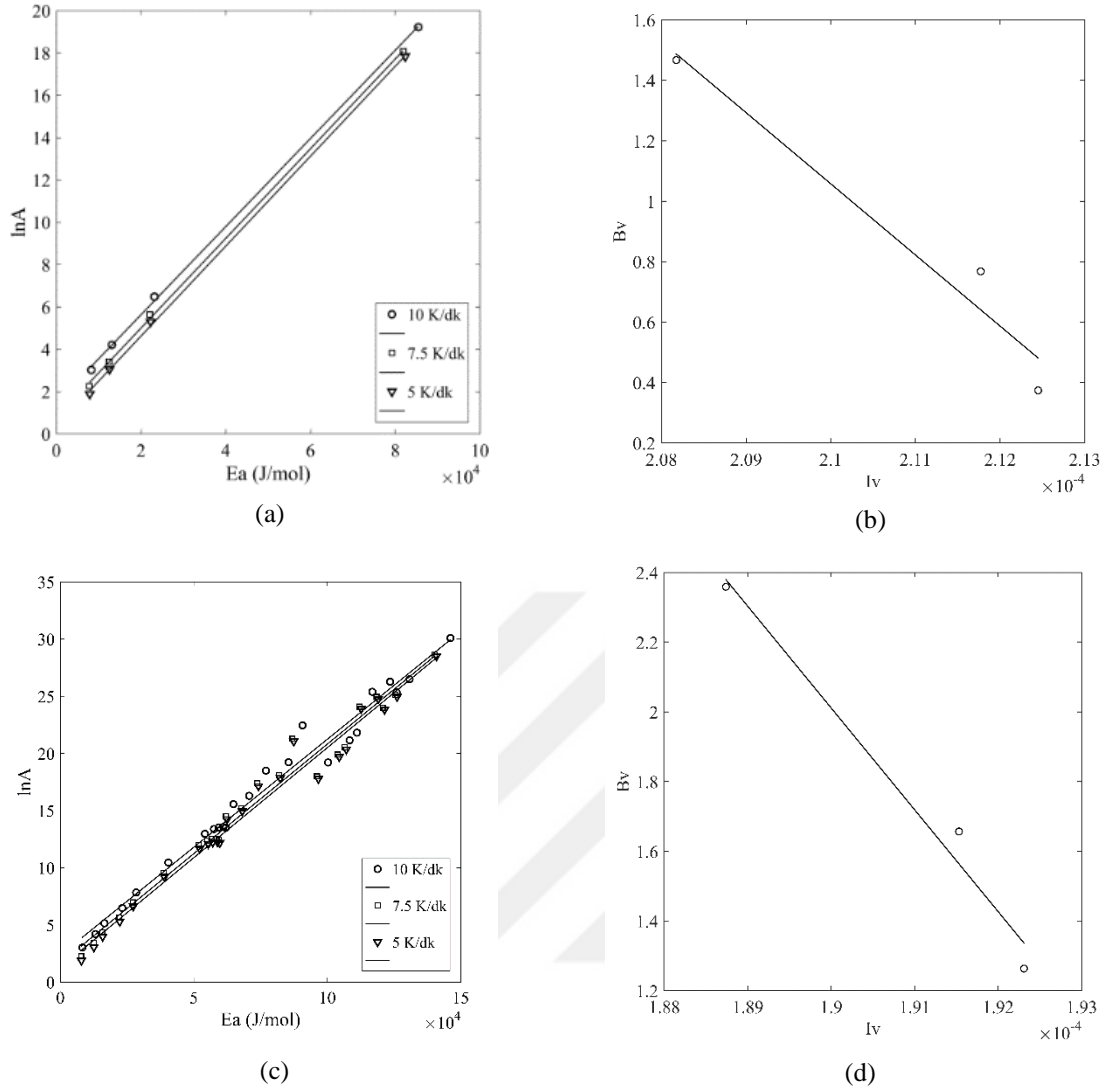 20
18
16
14
12
10
8
6
4
2
0
lnA
10 K/dk
7.5 K/dk
5 K/dk
0 2 4 6 8 10
Ea (J/mol)
×10^4
(a)
1.6
1.4
1.2
1
0.8
0.6
0.4
0.2
Bv
2.08 2.09 2.1 2.11 2.12 2.13
Iv
×10^-4
(b)
35
30
25
20
15
10
5
0
lnA
10 K/dk
7.5 K/dk
5 K/dk
0 5 10 15
Ea (J/mol)
×10^4
(c)
2.4
2.2
2
1.8
1.6
1.4
1.2
Bv
1.88 1.89 1.9 1.91 1.92 1.93
Iv
×10^-4
(d)